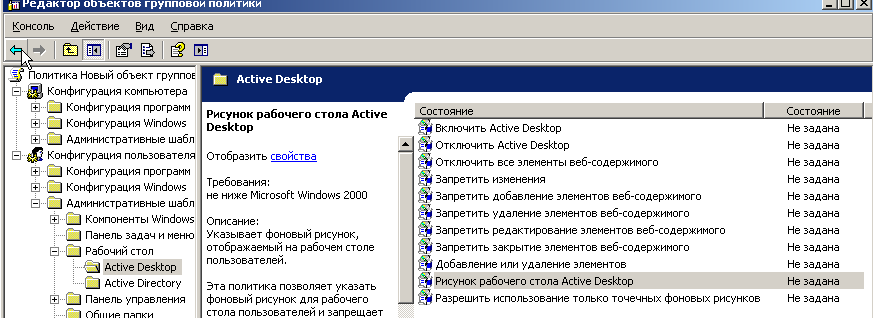 Редактор объектов групповой политики
Консоль Действие Вид Справка
Политика Новый объект группов
Конфигурация компьютера
Конфигурация программ
Конфигурация Windows
Административные шабл
Конфигурация пользователя
Конфигурация программ
Конфигурация Windows
Административные шабл
Компоненты Windows
Панель задач и меню
Рабочий стол
Active Desktop
Active Directory
Панель управления
Общие папки
Active Desktop
Рисунок рабочего стола Active
Desktop
Отобразить свойства
Требования:
не ниже Microsoft Windows 2000
Описание:
Указывает фоновый рисунок,
отображаемый на рабочем столе
пользователей.
Эта политика позволяет указать
фоновый рисунок для рабочего
стола пользователей и запрещает
Состояние Состояние
Включить Active Desktop Не задана
Отключить Active Desktop Не задана
Отключить все элементы веб-содержимого Не задана
Запретить изменения Не задана
Запретить добавление элементов веб-содержимого Не задана
Запретить удаление элементов веб-содержимого Не задана
Запретить редактирование элементов веб-содержимого Не задана
Запретить закрытие элементов веб-содержимого Не задана
Добавление или удаление элементов Не задана
Рисунок рабочего стола Active Desktop Не задана
Разрешить использование только точечных фоновых рисунков Не задана